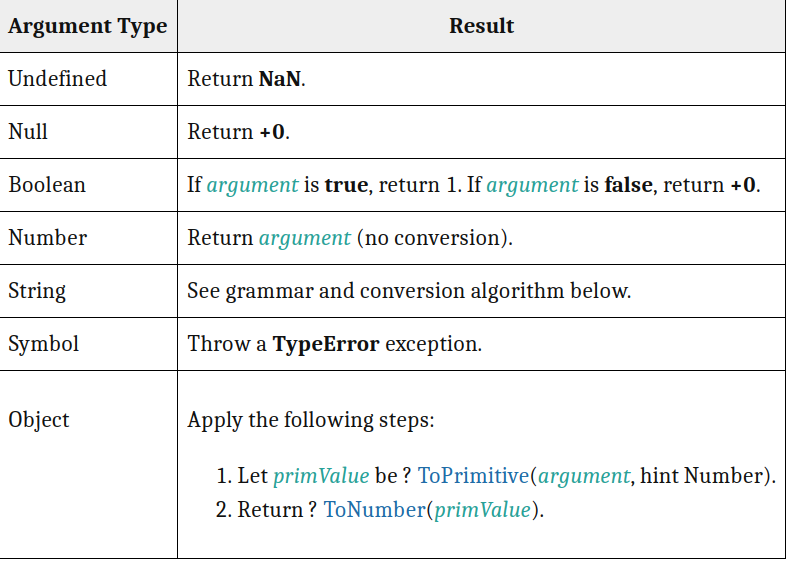 Argument Type Result
Undefined Return NaN.
Null Return +0.
Boolean If argument is true, return 1. If argument is false, return +0.
Number Return argument (no conversion).
String See grammar and conversion algorithm below.
Symbol Throw a TypeError exception.
Object Apply the following steps:
1. Let primValue be ? ToPrimitive(argument, hint Number).
2. Return ? ToNumber(primValue).